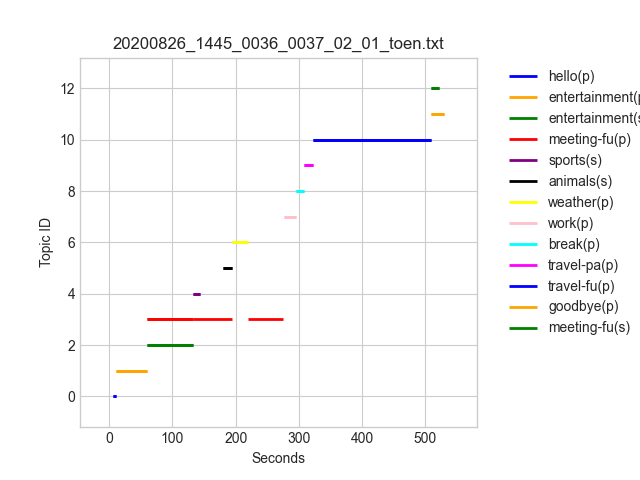 20200826_1445_0036_0037_02_01_toen.txt
12
10
8
6
4
2
0
Topic ID
0 100 200 300 400 500
Seconds
hello(p)
entertainment(p
entertainment(s
meeting-fu(p)
sports(s)
animals(s)
weather(p)
work(p)
break(p)
travel-pa(p)
travel-fu(p)
goodbye(p)
meeting-fu(s)